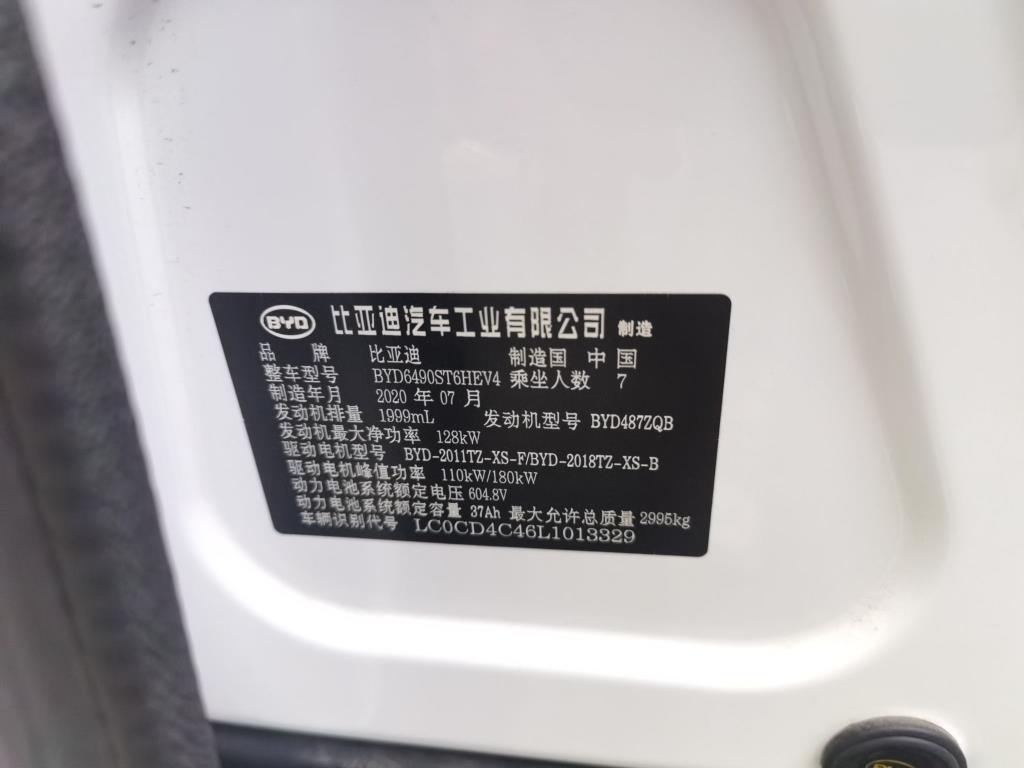 BYD 比亚迪汽车工业有限公司 制造
品 牌 比亚迪 制造国 中 国
整车型号 BYD6490ST6HEV4 乘坐人数 7
制造年月 2020 年 07 月
发动机排量 1999mL 发动机型号 BYD487ZQB
发动机最大净功率 128kW
驱动电机型号 BYD-2011TZ-XS-F/BYD-2018TZ-XS-B
驱动电机峰值功率 110kW/180kW
动力电池系统额定电压 604.8V
动力电池系统额定容量 37Ah 最大允许总质量 2995kg
车辆识别代号 LC0CD4C46L1013329